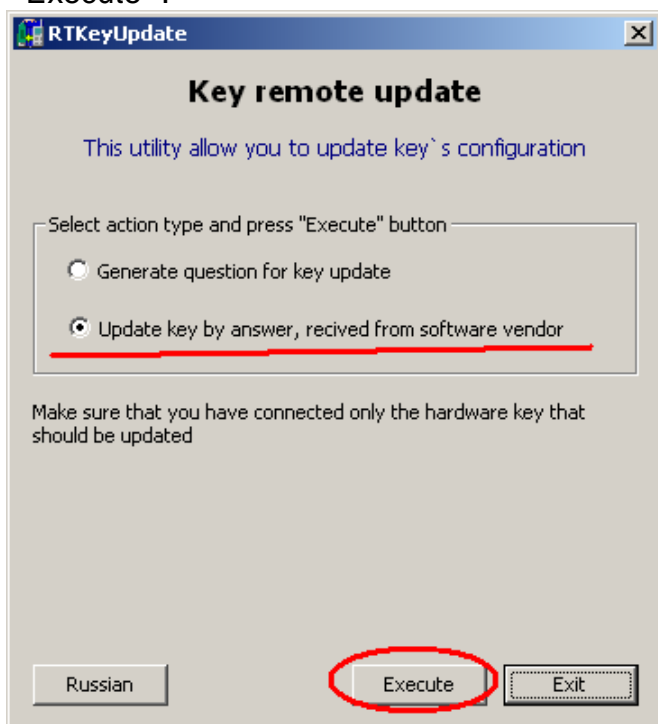 "Execute".
RTKeyUpdate
Key remote update
This utility allow you to update key`s configuration
Select action type and press "Execute" button
Generate question for key update
Update key by answer, recived from software vendor
Make sure that you have connected only the hardware key that
should be updated
Russian
Execute
Exit